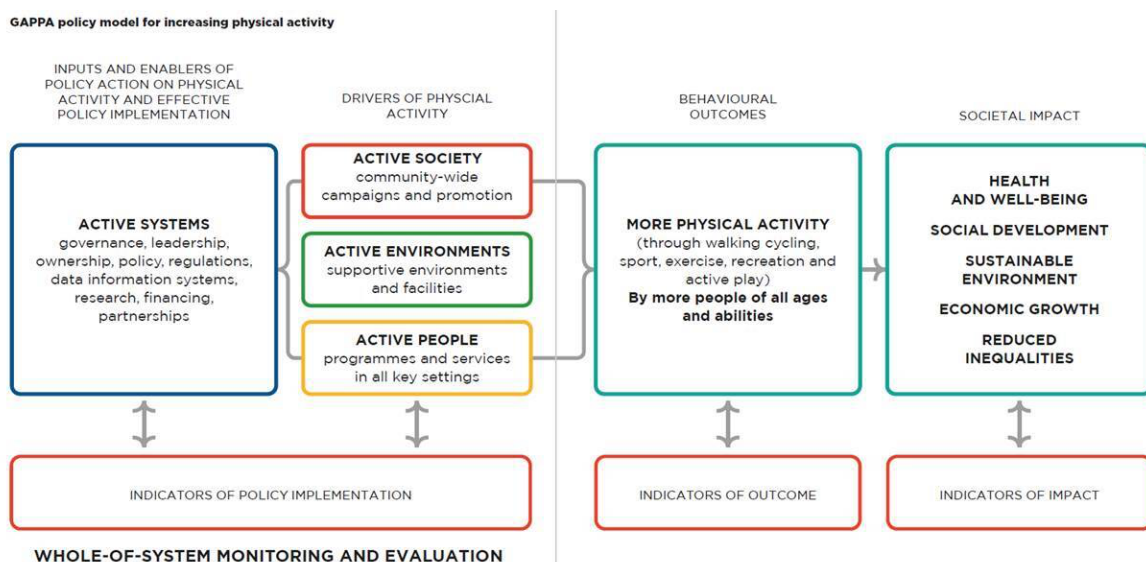 GAPPA policy model for increasing physical activity
INPUTS AND ENABLERS OF
POLICY ACTION ON PHYSICAL
ACTIVITY AND EFFECTIVE
POLICY IMPLEMENTATION
DRIVERS OF PHYSCIAL
ACTIVITY
BEHAVIOURAL
OUTCOMES
SOCIETAL IMPACT
ACTIVE SYSTEMS
governance, leadership,
ownership, policy, regulations,
data information systems,
research, financing,
partnerships
ACTIVE SOCIETY
community-wide
campaigns and promotion
ACTIVE ENVIRONMENTS
supportive environments
and facilities
ACTIVE PEOPLE
programmes and services
in all key settings
MORE PHYSICAL ACTIVITY
(through walking cycling,
sport, exercise, recreation and
active play)
By more people of all ages
and abilities
HEALTH
AND WELL-BEING
SOCIAL DEVELOPMENT
SUSTAINABLE
ENVIRONMENT
ECONOMIC GROWTH
REDUCED
INEQUALITIES
INDICATORS OF POLICY IMPLEMENTATION
INDICATORS OF OUTCOME
INDICATORS OF IMPACT
WHOLE-OF-SYSTEM MONITORING AND EVALUATION